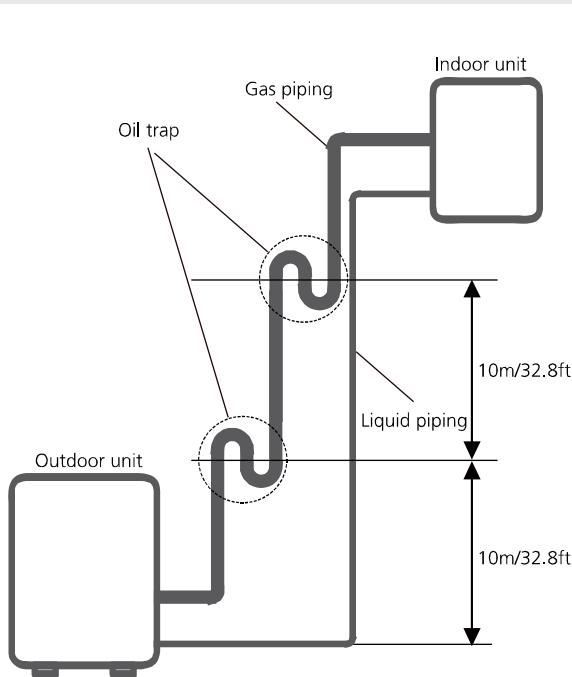 Indoor unit
Gas piping
Oil trap
10m/32.8ft
Liquid piping
Outdoor unit
10m/32.8ft